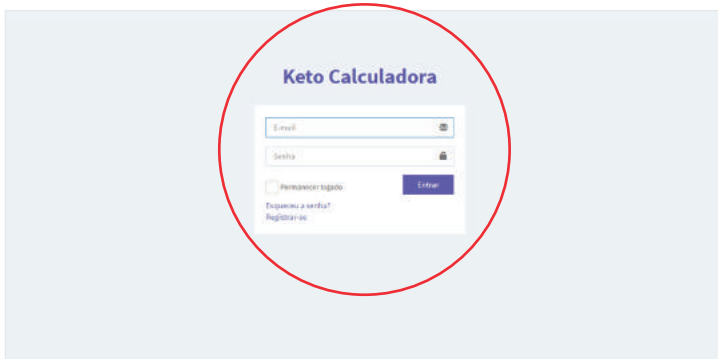 Keto Calculadora
E-mail
Senha
Permanecer logado
Entrar
Esqueceu a senha?
Registrar-se